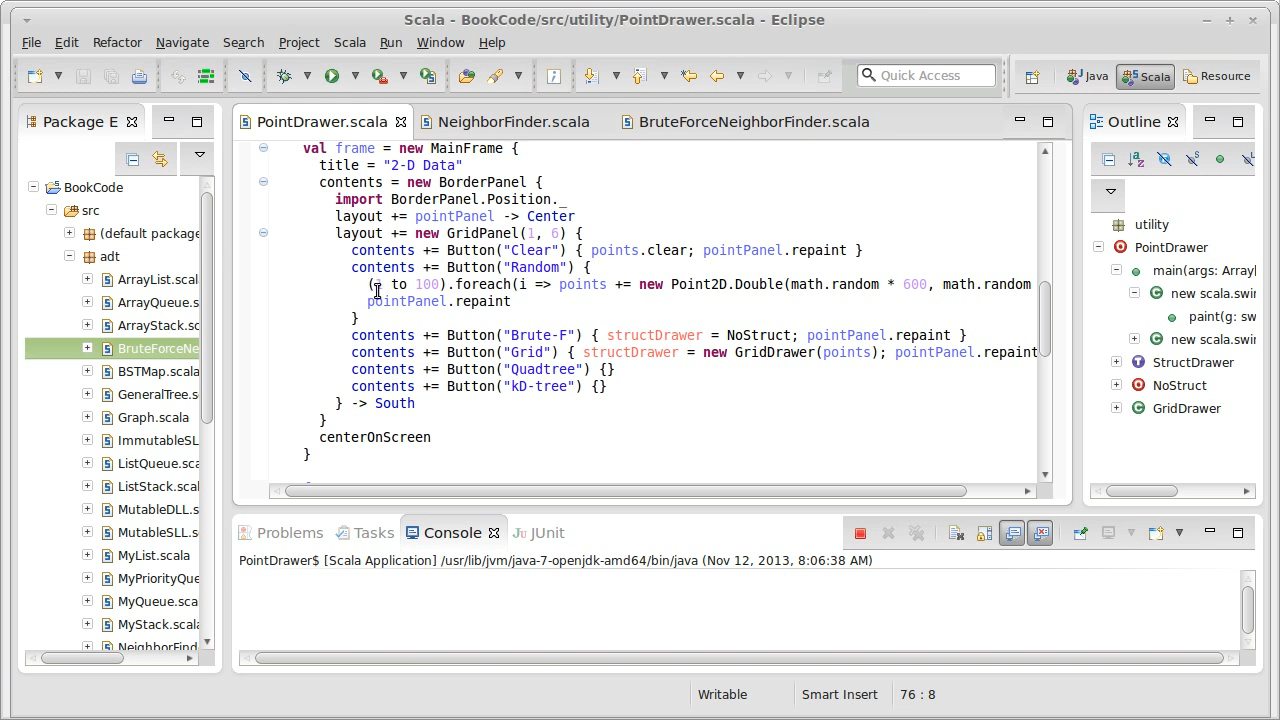 Scala - BookCode/src/utility/PointDrawer.scala - Eclipse
File Edit Refactor Navigate Search Project Scala Run Window Help
Quick Access
Java Scala Resource
Package E
PointDrawer.scala NeighborFinder.scala BruteForceNeighborFinder.scala
Outline
BookCode
src
(default package
adt
ArrayList.scal
ArrayQueue.s
ArrayStack.sc
BruteForceNe
BSTMap.scala
GeneralTree.s
Graph.scala
ImmutableSL
ListQueue.sca
ListStack.scal
MutableDLL.s
MutableSLL.s
MyList.scala
MyPriorityQue
MyQueue.sca
MyStack.scala
NeighborFind
val frame = new MainFrame {
title = "2-D Data"
contents = new BorderPanel {
import BorderPanel.Position._
layout += pointPanel -> Center
layout += new GridPanel(1, 6) {
contents += Button("Clear") { points.clear; pointPanel.repaint }
contents += Button("Random") {
(1 to 100).foreach(i => points += new Point2D.Double(math.random * 600, math.random
pointPanel.repaint
}
contents += Button("Brute-F") { structDrawer = NoStruct; pointPanel.repaint }
contents += Button("Grid") { structDrawer = new GridDrawer(points); pointPanel.repaint
contents += Button("Quadtree") {}
contents += Button("kD-tree") {}
} -> South
}
centerOnScreen
}
utility
PointDrawer
main(args: Array[
new scala.swin
paint(g: sw
new scala.swin
StructDrawer
NoStruct
GridDrawer
Problems Tasks Console JUnit
PointDrawer$ [Scala Application] /usr/lib/jvm/java-7-openjdk-amd64/bin/java (Nov 12, 2013, 8:06:38 AM)
Writable Smart Insert 76 : 8